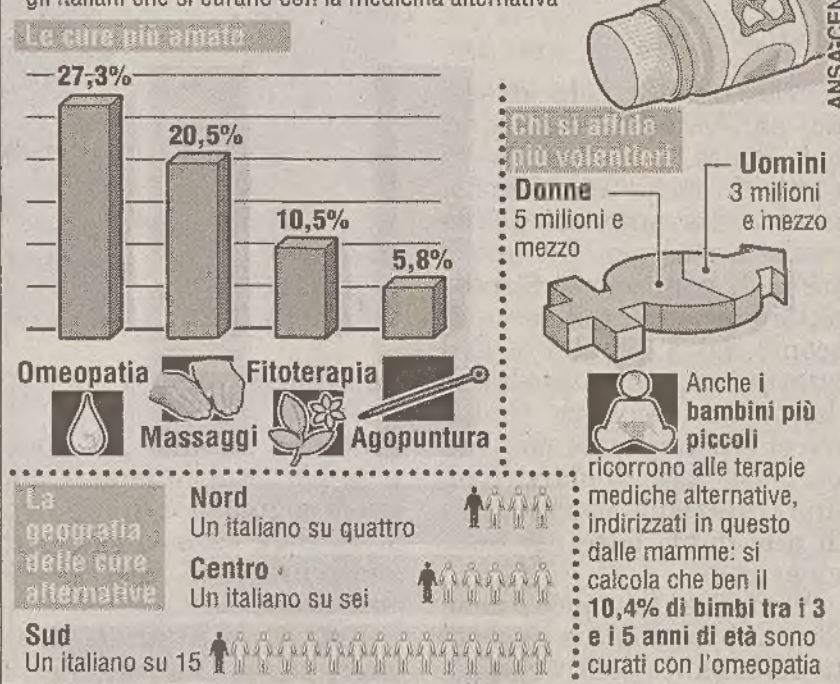 gli italiani che si curano con la medicina alternativa
Le cure più amate
27,3%
20,5%
10,5%
5,8%
Omeopatia
Massaggi
Fitoterapia
Agopuntura
ANSA-CEN
Chi si affida
più volentieri
Donne
5 milioni e
mezzo
Uomini
3 milioni
e mezzo
Anche i
bambini più
piccoli
ricorrono alle terapie
mediche alternative,
indirizzati in questo
dalle mamme: si
calcola che ben il
10,4% di bimbi tra i 3
e i 5 anni di età sono
curati con l'omeopatia
La
geografia
delle cure
alternative
Nord
Un italiano su quattro
Centro
Un italiano su sei
Sud
Un italiano su 15